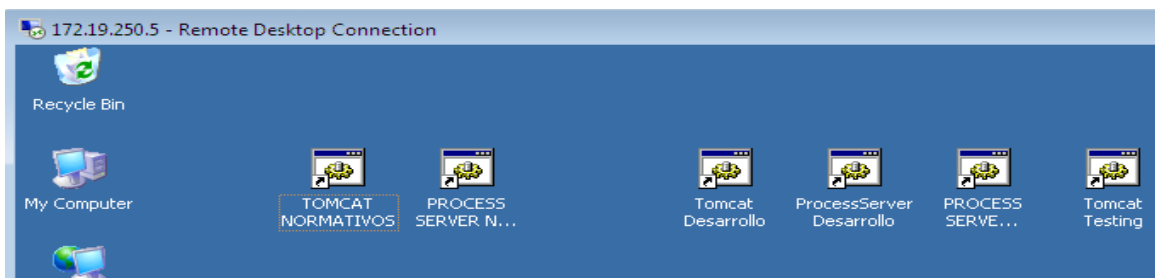 172.19.250.5 - Remote Desktop Connection
Recycle Bin
My Computer
TOMCAT
NORMATIVOS
PROCESS
SERVER N...
Tomcat
Desarrollo
ProcessServer
Desarrollo
PROCESS
SERVE...
Tomcat
Testing